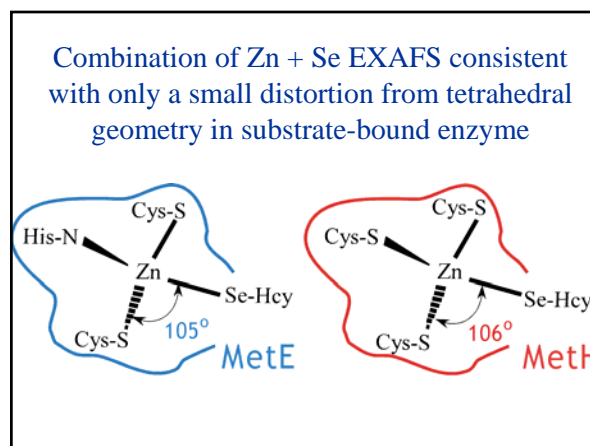 Combination of Zn + Se EXAFS consistent
with only a small distortion from tetrahedral
geometry in substrate-bound enzyme
Cys-S
His-N
Zn
Se-Hcy
Cys-S
105°
MetE
Cys-S
Cys-S
Zn
Se-Hcy
Cys-S
106°
MetH